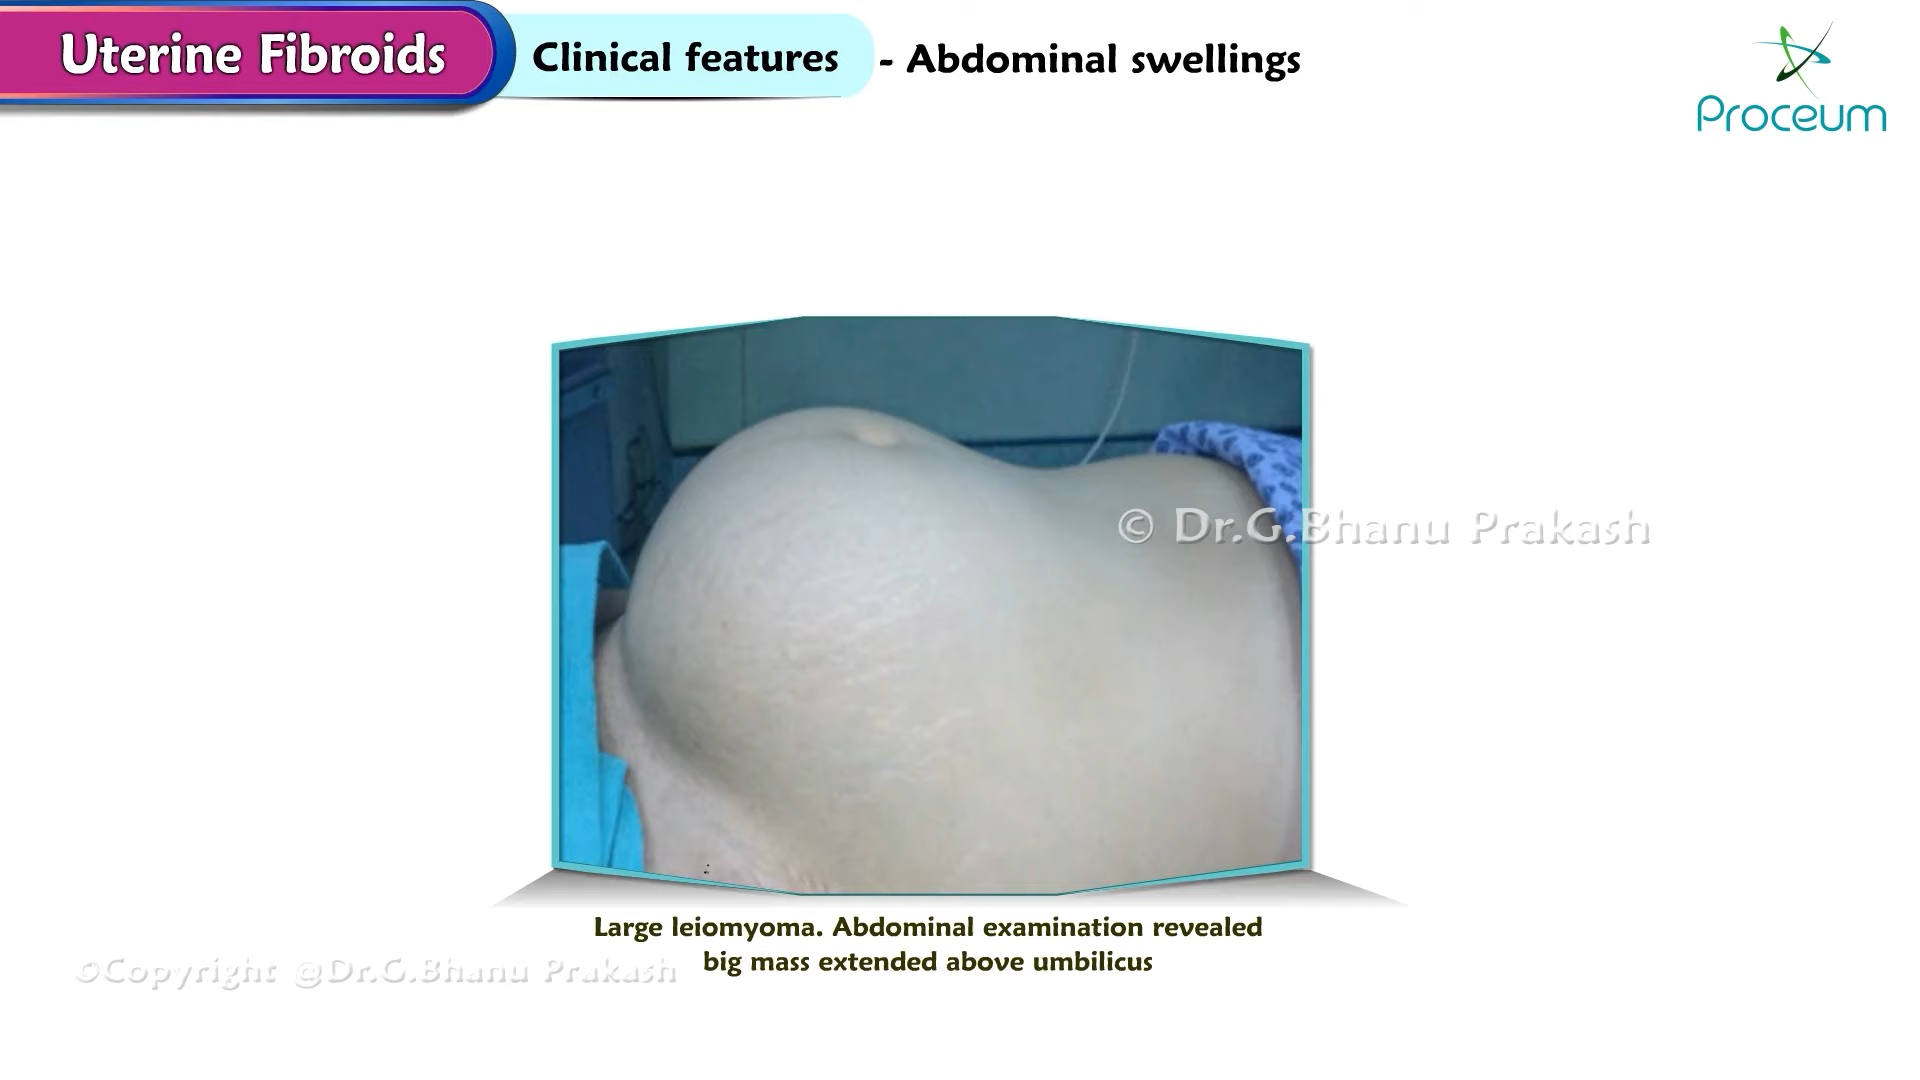 Uterine Fibroids
Clinical features
- Abdominal swellings
Proceum
© Dr.G.Bhanu Prakash
Large leiomyoma. Abdominal examination revealed
big mass extended above umbilicus
©Copyright @Dr.G.Bhanu Prakash